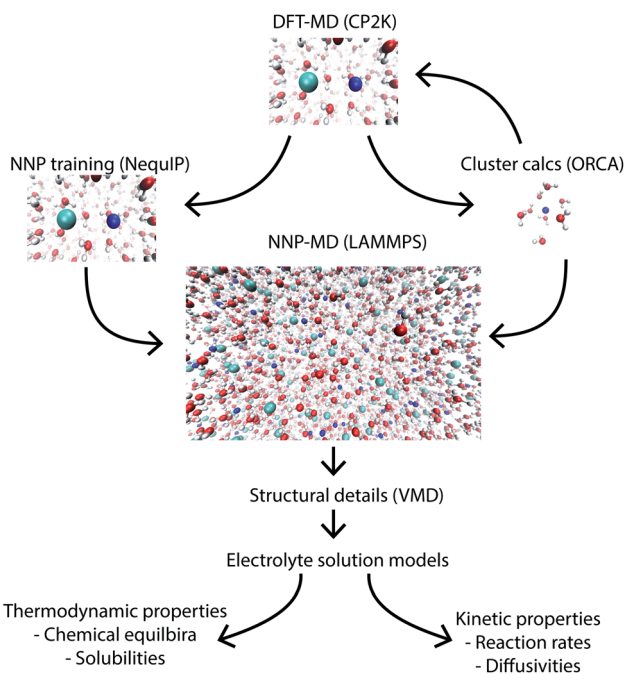 DFT-MD (CP2K)
NNP training (NequIP)
Cluster calcs (ORCA)
NNP-MD (LAMMPS)
Structural details (VMD)
Electrolyte solution models
Thermodynamic properties
- Chemical equilbira
- Solubilities
Kinetic properties
- Reaction rates
- Diffusivities